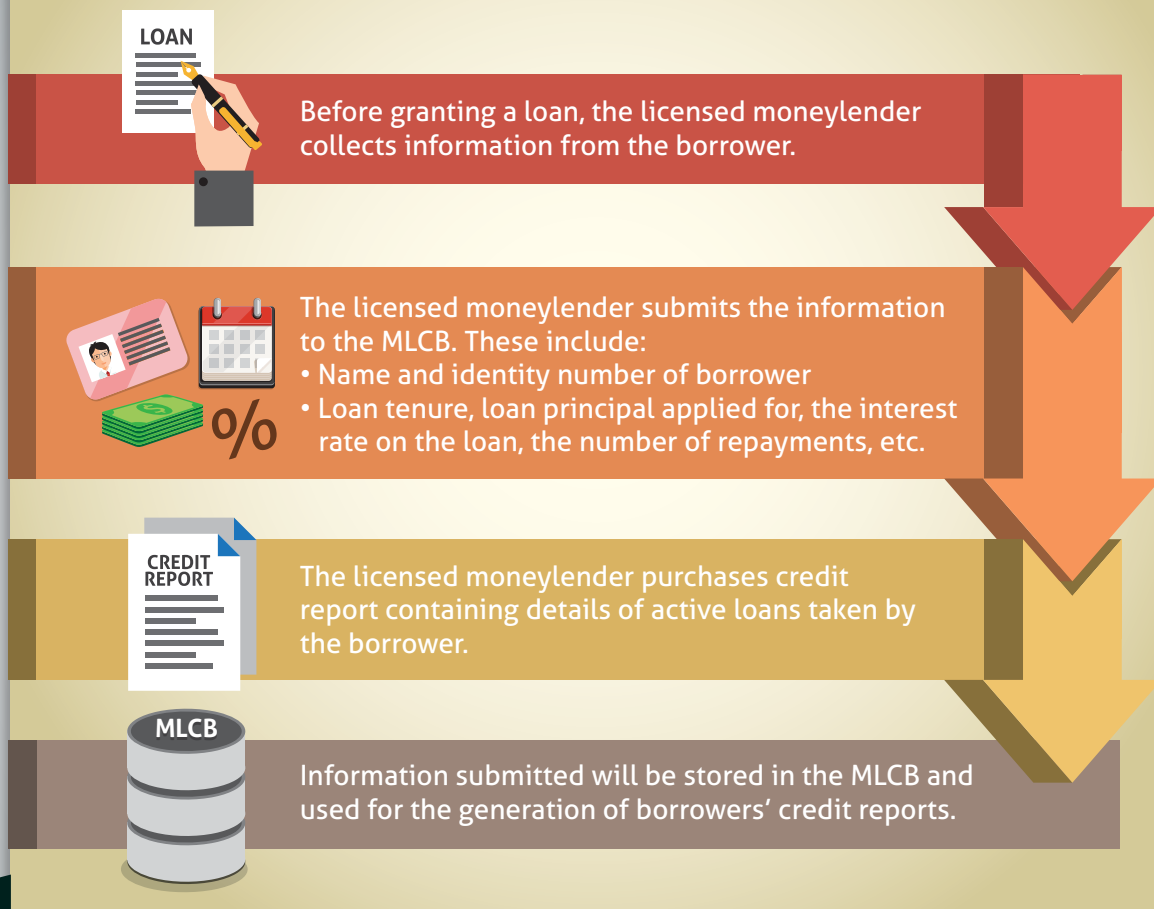 LOAN
Before granting a loan, the licensed moneylender
collects information from the borrower.
The licensed moneylender submits the information
to the MLCB. These include:
• Name and identity number of borrower
• Loan tenure, loan principal applied for, the interest
rate on the loan, the number of repayments, etc.
%
CREDIT
REPORT
The licensed moneylender purchases credit
report containing details of active loans taken by
the borrower.
MLCB
Information submitted will be stored in the MLCB and
used for the generation of borrowers’ credit reports.